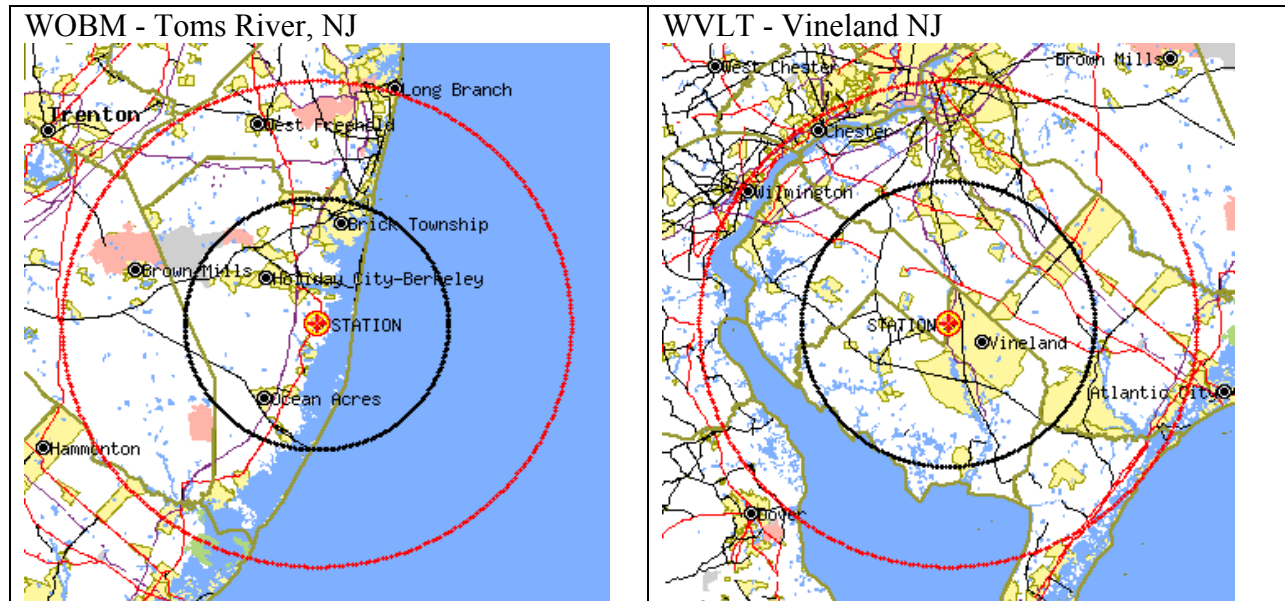 WOBM - Toms River, NJ
Long Branch
Trenton
West Freehold
Brick Township
Brown Mills
Holliday City-Berkeley
STATION
Ocean Acres
Hammonton
WVLT - Vineland NJ
West Chester
Brown Mills
Chester
Wilmington
STATION
Vineland
Atlantic City
Dover